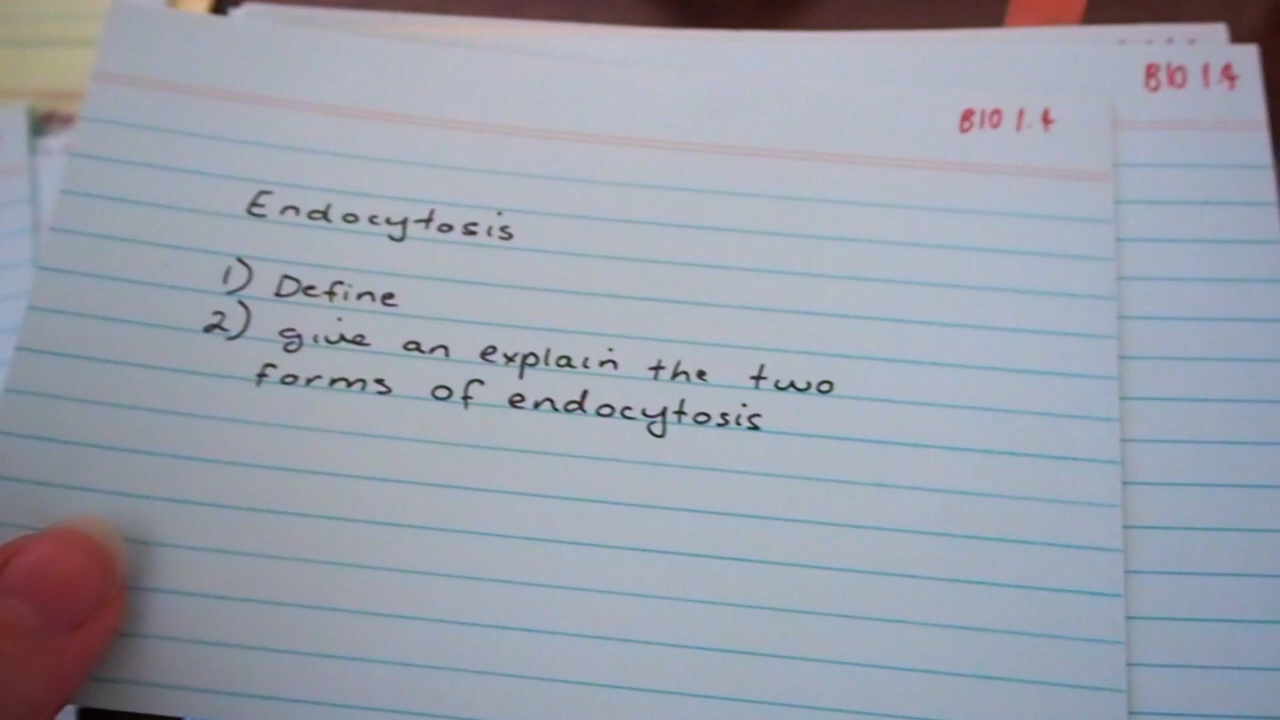 BIO 1.4
BIO 1.4
Endocytosis
1) Define
2) give an explain the two
forms of endocytosis